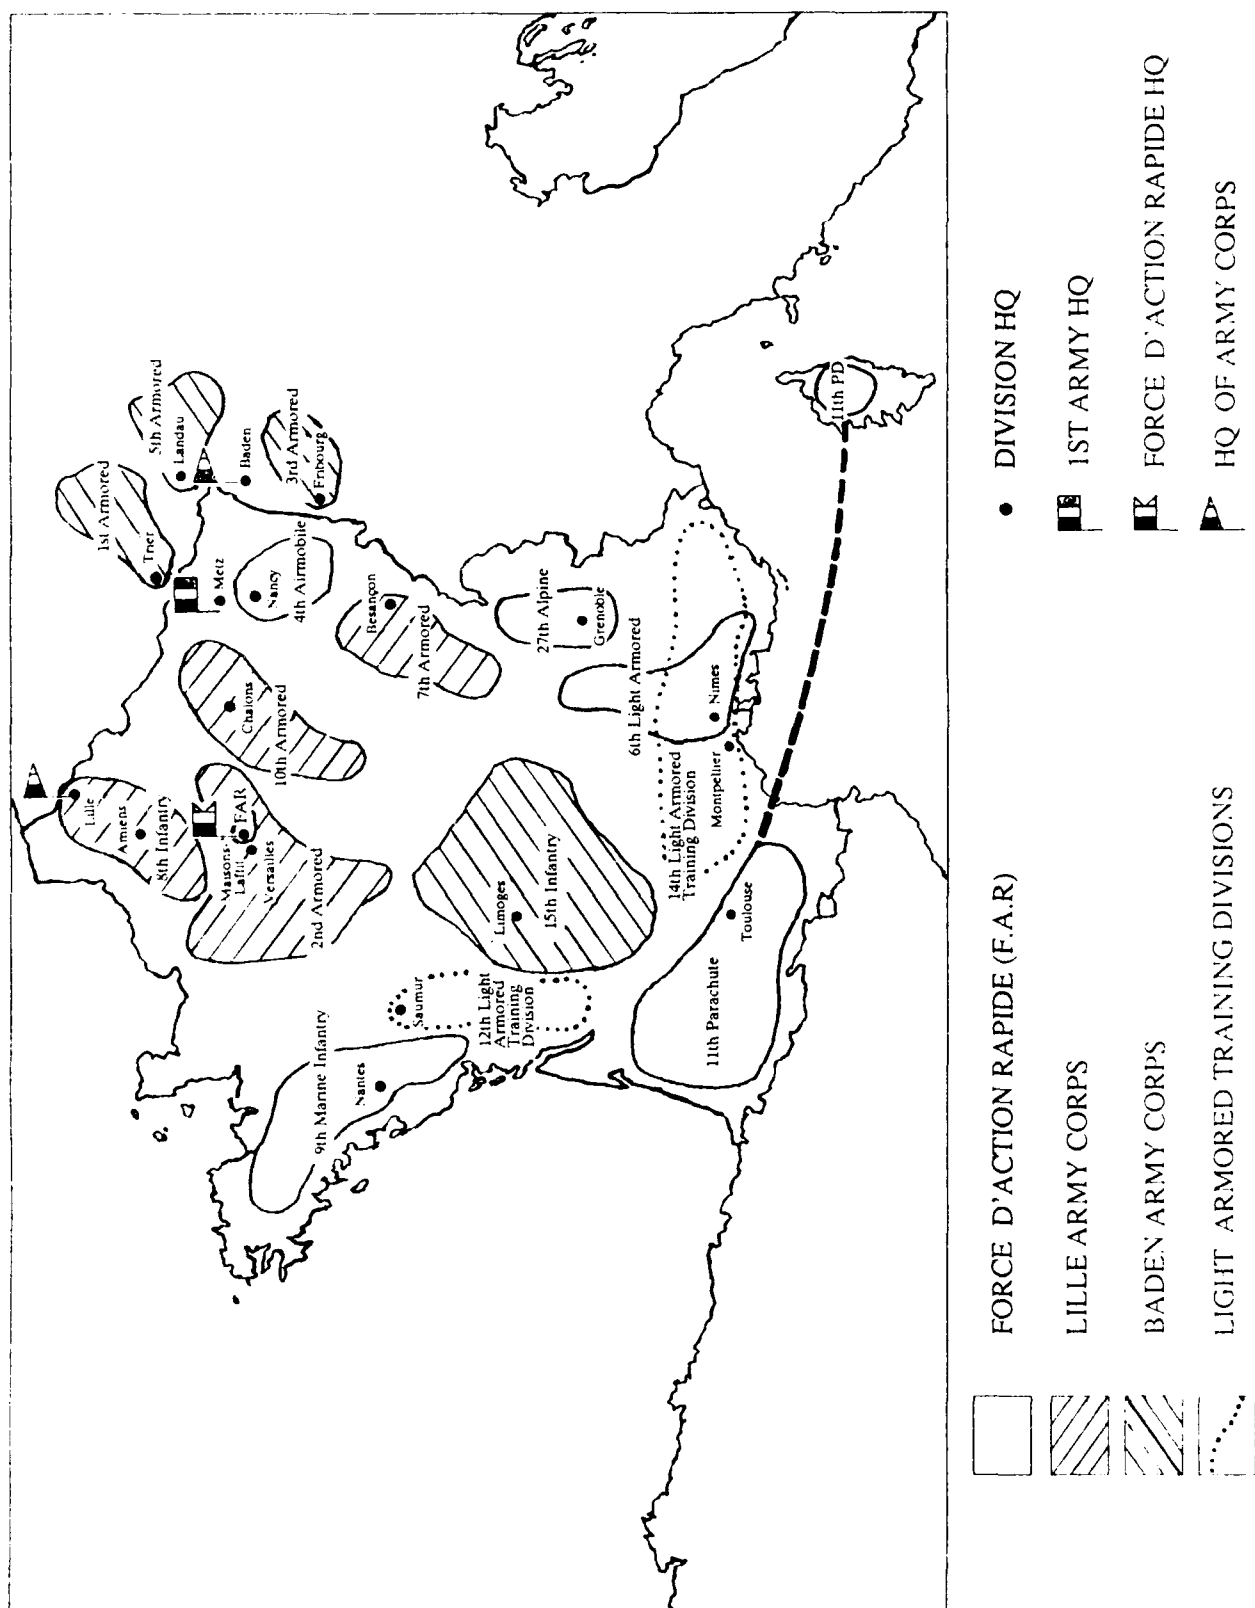 1st Armored
Trier
5th Armored
Landau
Baden
3rd Armored
Fribourg
Metz
Nancy
4th Airmobile
Besançon
7th Armored
Lille
Amiens
8th Infantry
Chalons
10th Armored
FAR
Maisons-
Lafitt
Versailles
2nd Armored
27th Alpine
Grenoble
6th Light Armored
Nimes
14th Light Armored
Training Division
Montpellier
Limoges
15th Infantry
Saumur
12th Light
Armored
Training
Division
9th Marine Infantry
Nantes
11th Parachute
Toulouse
11th PD
FORCE D'ACTION RAPIDE (F.A.R)
LILLE ARMY CORPS
BADEN ARMY CORPS
LIGHT ARMORED TRAINING DIVISIONS
DIVISION HQ
1ST ARMY HQ
FORCE D'ACTION RAPIDE HQ
HQ OF ARMY CORPS